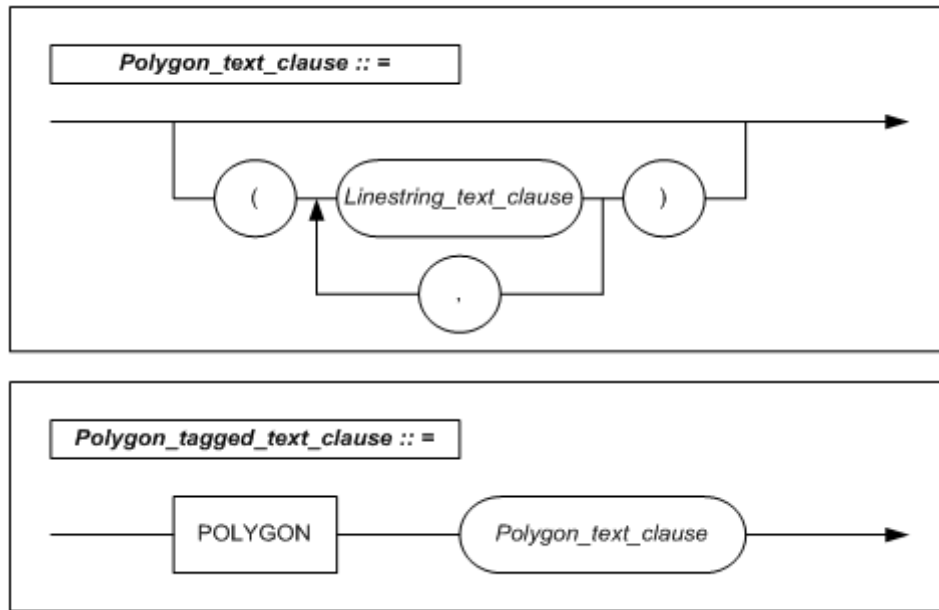 Polygon_text_clause :: =
( Linestring_text_clause )
,
Polygon_tagged_text_clause :: =
POLYGON Polygon_text_clause